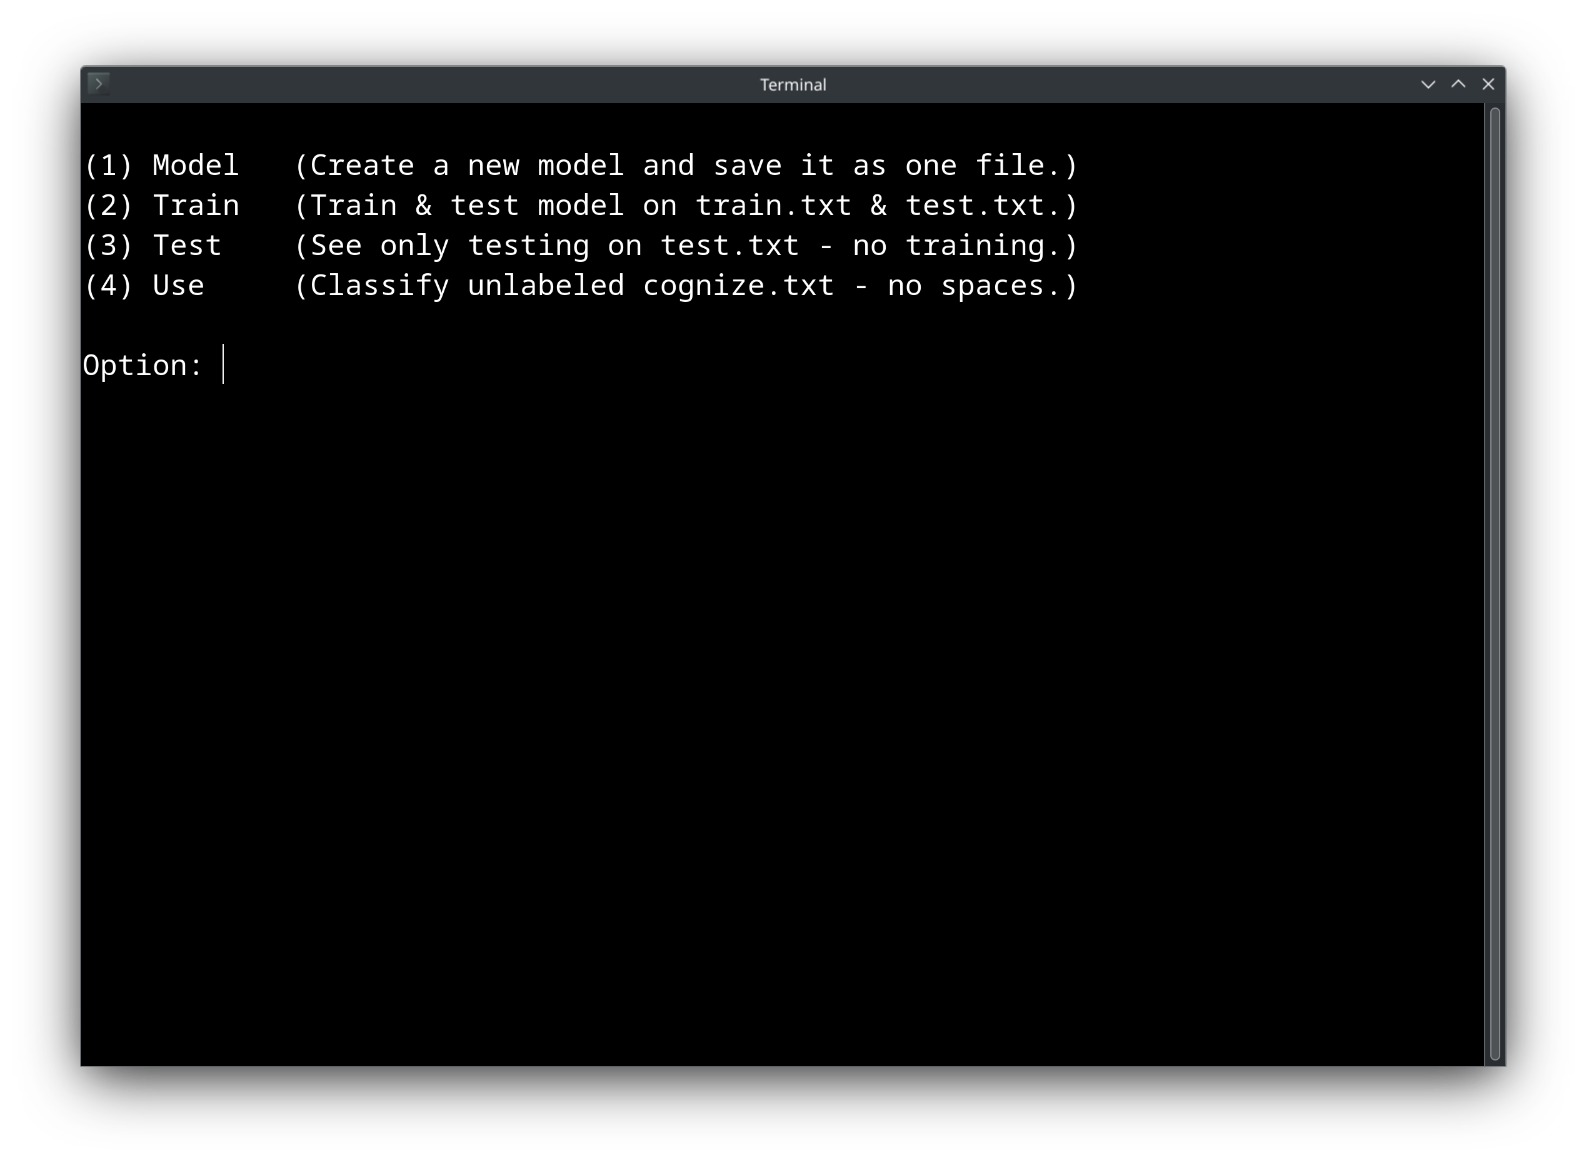 Terminal
(1) Model   (Create a new model and save it as one file.)
(2) Train   (Train & test model on train.txt & test.txt.)
(3) Test    (See only testing on test.txt - no training.)
(4) Use     (Classify unlabeled cognize.txt - no spaces.)
Option: